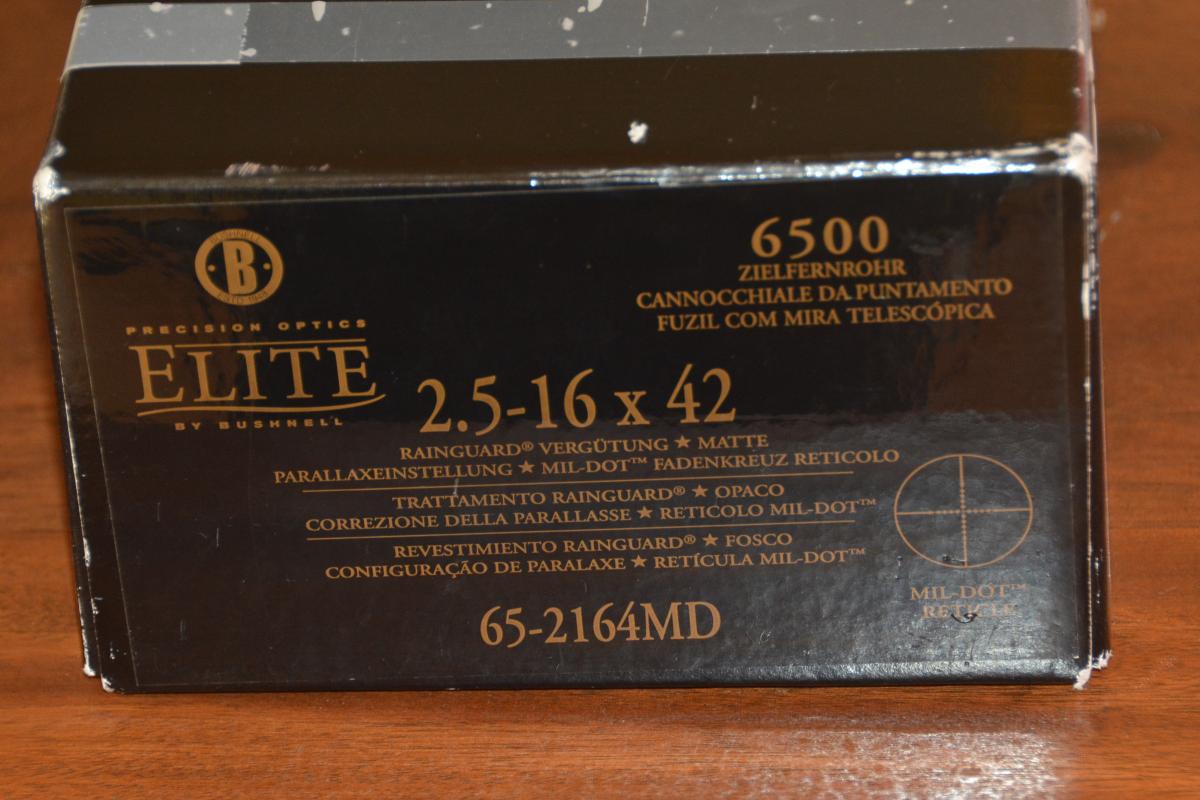 BUSHNELL
B
PRECISION OPTICS
ELITE
BY BUSHNELL
6500
ZIELFERNROHR
CANNOCCHIALE DA PUNTAMENTO
FUZIL COM MIRA TELESCÓPICA
2.5-16 x 42
RAINGUARD® VERGÜTUNG ★ MATTE
PARALLAXEINSTELLUNG ★ MIL-DOT™ FADENKREUZ RETICOLO
TRATTAMENTO RAINGUARD® ★ OPACO
CORREZIONE DELLA PARALLASSE ★ RETICOLO MIL-DOT™
REVESTIMIENTO RAINGUARD® ★ FOSCO
CONFIGURAÇÃO DE PARALAXE ★ RETÍCULA MIL-DOT™
MIL-DOT™
RETICLE
65-2164MD